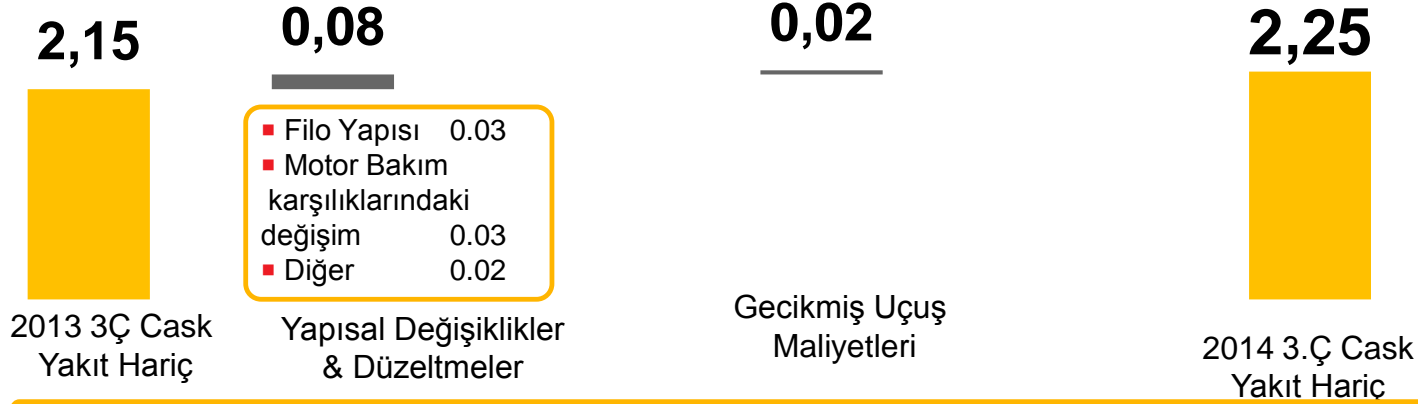 2,15
0,08
0,02
2,25
▪ Filo Yapısı 0.03
▪ Motor Bakım
karşılıklarındaki
değişim 0.03
▪ Diğer 0.02
2013 3Ç Cask
Yakıt Hariç
Yapısal Değişiklikler
& Düzeltmeler
Gecikmiş Uçuş
Maliyetleri
2014 3.Ç Cask
Yakıt Hariç